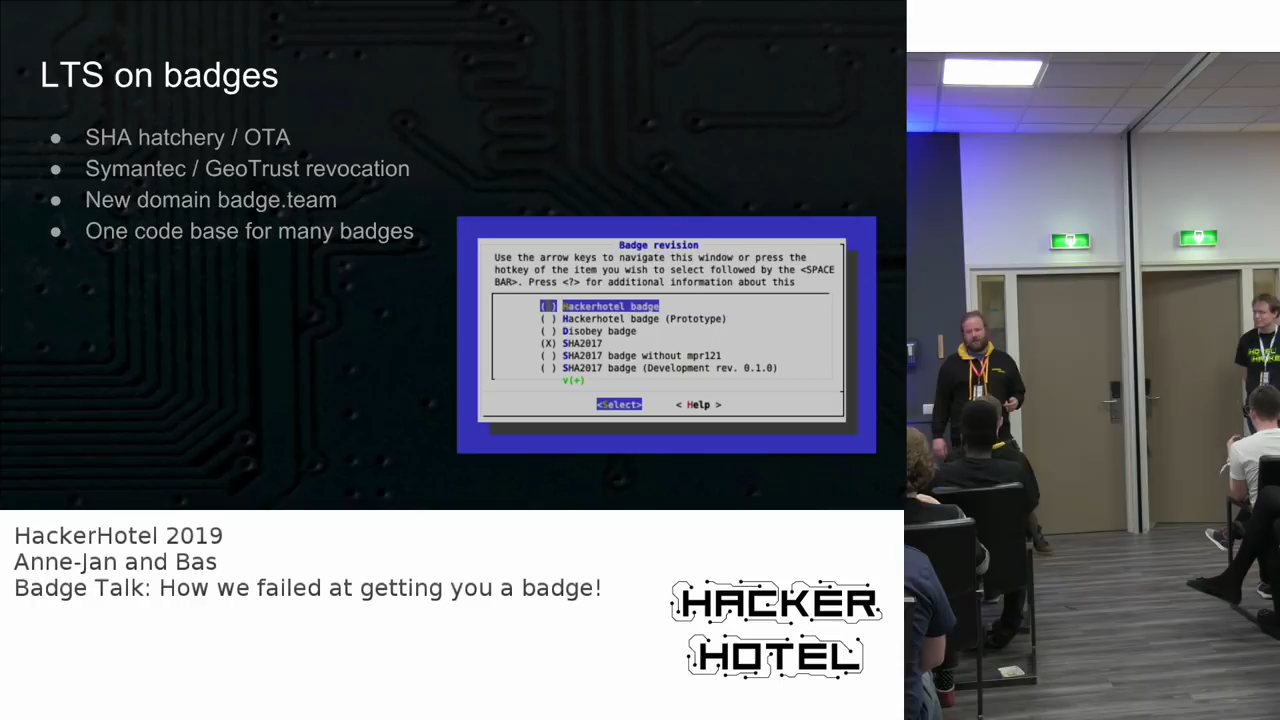 LTS on badges
● SHA hatchery / OTA
● Symantec / GeoTrust revocation
● New domain badge.team
● One code base for many badges
Badge revision
Use the arrow keys to navigate this window or press the
hotkey of the item you wish to select followed by the <SPACE
BAR>. Press <?> for additional information about this
( ) Hackerhotel badge
( ) Hackerhotel badge (Prototype)
( ) Disobey badge
(X) SHA2017
( ) SHA2017 badge without mpr121
( ) SHA2017 badge (Development rev. 0.1.0)
v(+)
<Select> < Help >
HackerHotel 2019
Anne-Jan and Bas
Badge Talk: How we failed at getting you a badge!
HACKER
HOTEL